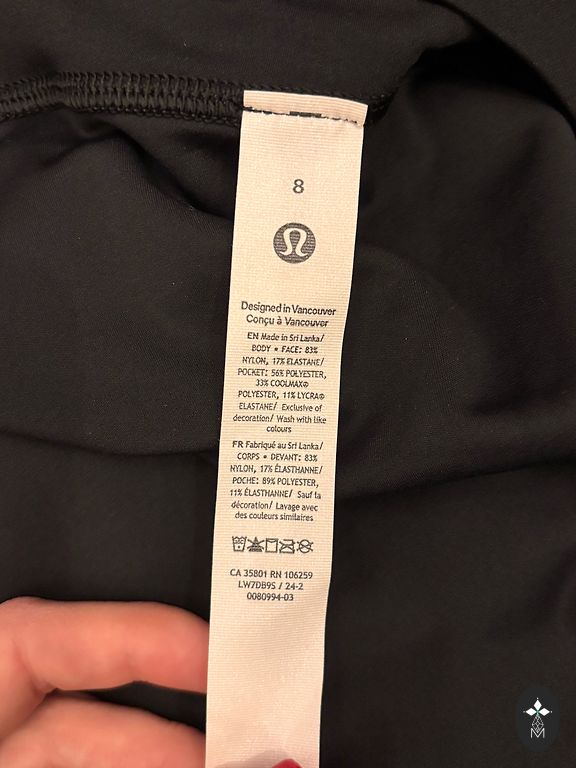 8
Designed in Vancouver
Conçu à Vancouver
EN Made in Sri Lanka/
BODY • FACE: 83%
NYLON, 17% ELASTANE/
POCKET: 56% POLYESTER,
33% COOLMAX®
POLYESTER, 11% LYCRA®
ELASTANE/ Exclusive of
decoration/ Wash with like
colours
FR Fabriqué au Sri Lanka/
CORPS • DEVANT: 83%
NYLON, 17% ÉLASTHANNE/
POCHE: 89% POLYESTER,
11% ÉLASTHANNE/ Sauf la
décoration/ Lavage avec
des couleurs similaires
CA 35801 RN 106259
LW7DB9S / 24-2
0080994-03
M